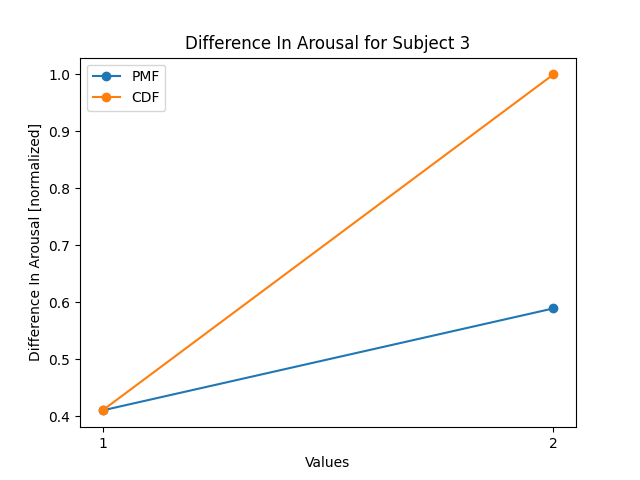 Difference In Arousal for Subject 3
PMF
CDF
Difference In Arousal [normalized]
1.0
0.9
0.8
0.7
0.6
0.5
0.4
1 2
Values